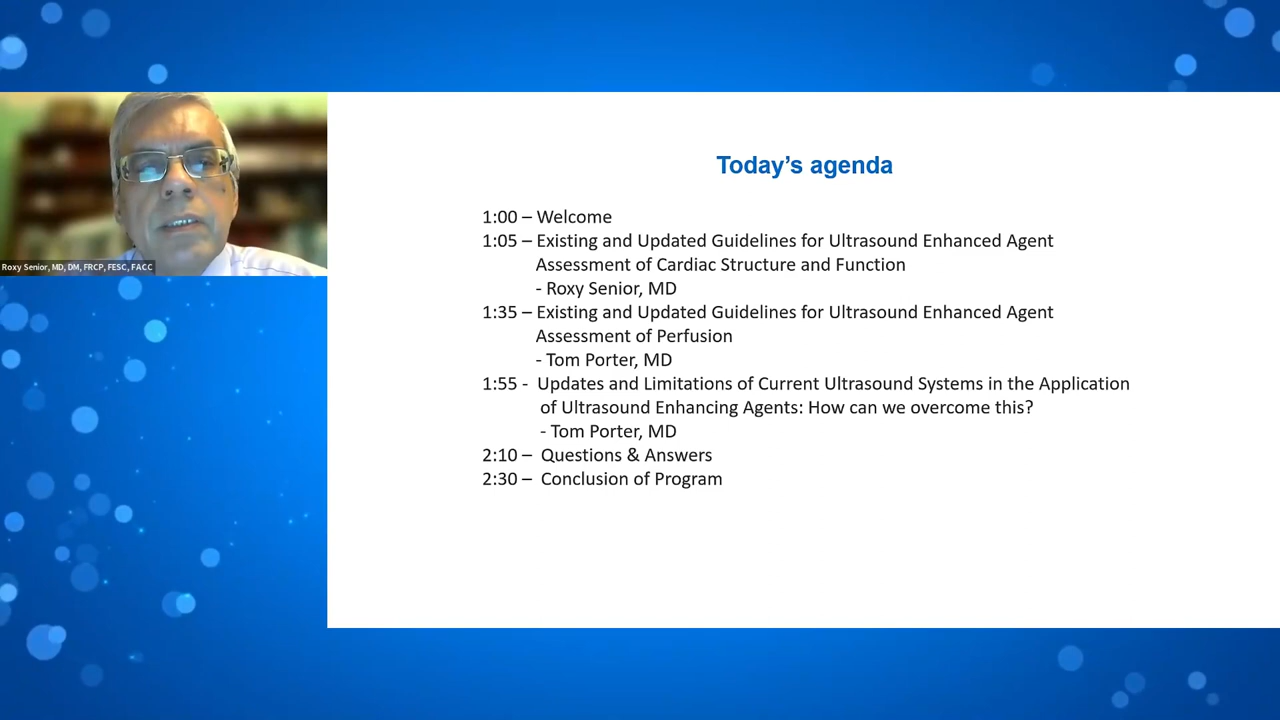 Today’s agenda
1:00 – Welcome
1:05 – Existing and Updated Guidelines for Ultrasound Enhanced Agent
Assessment of Cardiac Structure and Function
- Roxy Senior, MD
1:35 – Existing and Updated Guidelines for Ultrasound Enhanced Agent
Assessment of Perfusion
- Tom Porter, MD
1:55 - Updates and Limitations of Current Ultrasound Systems in the Application
of Ultrasound Enhancing Agents: How can we overcome this?
- Tom Porter, MD
2:10 – Questions & Answers
2:30 – Conclusion of Program
Roxy Senior, MD, DM, FRCP, FESC, FACC